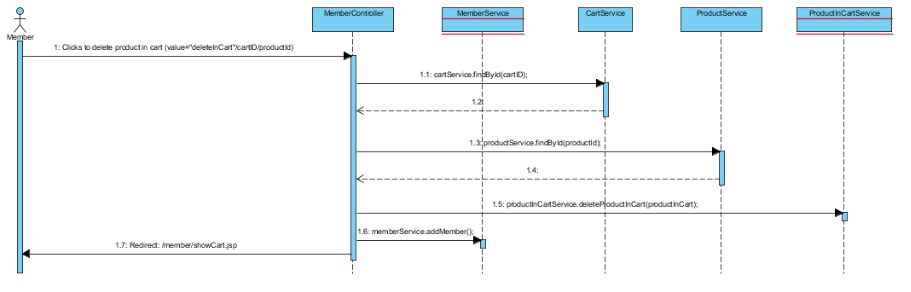 MemberController
MemberService
CartService
ProductService
ProductInCartService
Member
1: Clicks to delete product in cart (value="deleteInCart"/cartID/productId)
1.1: cartService.findById(cartID);
1.2:
1.3: productService.findById(productId);
1.4:
1.5: productInCartService.deleteProductInCart(productInCart);
1.6: memberService.addMember();
1.7: Redirect: /member/showCart.jsp